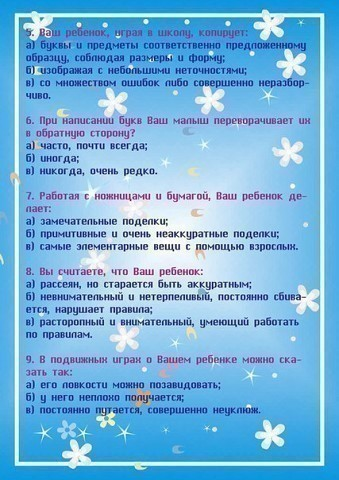 5. Ваш ребенок, играя в школу, копирует:
а) буквы и предметы соответственно предложенному
образцу, соблюдая размеры и форму;
б) изображая с небольшими неточностями;
в) со множеством ошибок либо совершенно неразбор-
чиво.
6. При написании букв Ваш малыш переворачивает их
в обратную сторону?
а) часто, почти всегда;
б) иногда;
в) никогда, очень редко.
7. Работая с ножницами и бумагой, Ваш ребенок де-
лает:
а) замечательные поделки;
б) примитивные и очень неаккуратные поделки;
в) самые элементарные вещи с помощью взрослых.
8. Вы считаете, что Ваш ребенок:
а) рассеян, но старается быть аккуратным;
б) невнимательный и нетерпеливый, постоянно сбива-
ется, нарушает правила;
в) расторопный и внимательный, умеющий работать
по правилам.
9. В подвижных играх о Вашем ребенке можно ска-
зать так:
а) его ловкости можно позавидовать;
б) у него неплохо получается;
в) постоянно путается, совершенно неуклюж.